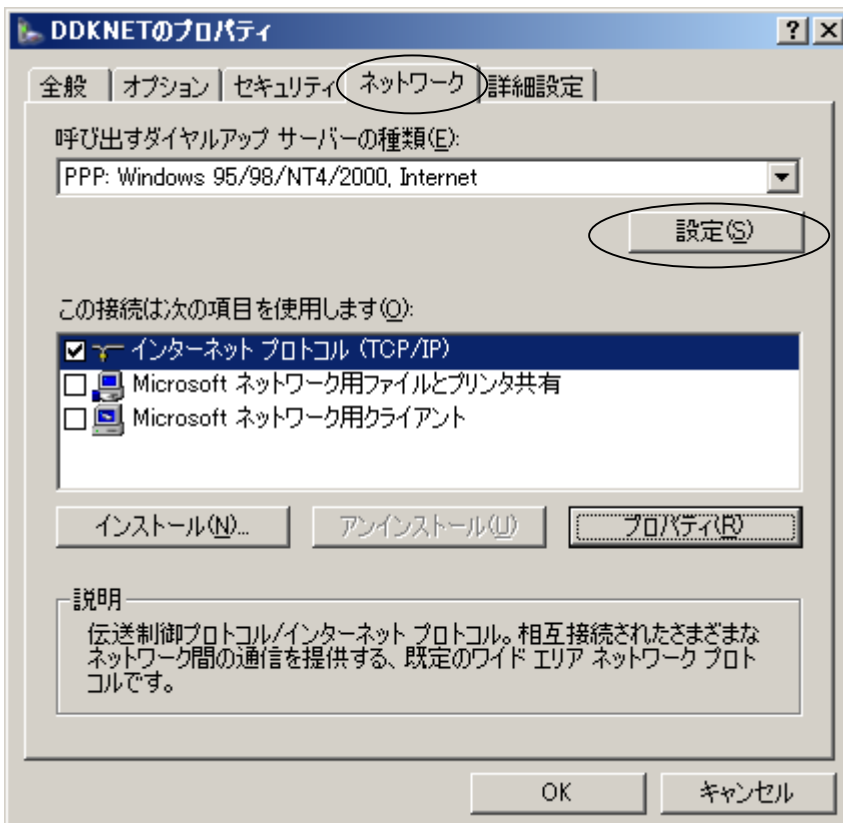 DDKNETのプロパティ
全般 オプション セキュリティ ネットワーク 詳細設定
呼び出すダイヤルアップ サーバーの種類(E):
PPP: Windows 95/98/NT4/2000, Internet
設定(S)
この接続は次の項目を使用します(O):
インターネット プロトコル (TCP/IP)
Microsoft ネットワーク用ファイルとプリンタ共有
Microsoft ネットワーク用クライアント
インストール(N)... アンインストール(U) プロパティ(R)
説明
伝送制御プロトコル/インターネット プロトコル。相互接続されたさまざまな
ネットワーク間の通信を提供する、既定のワイド エリア ネットワーク プロト
コルです。
OK キャンセル